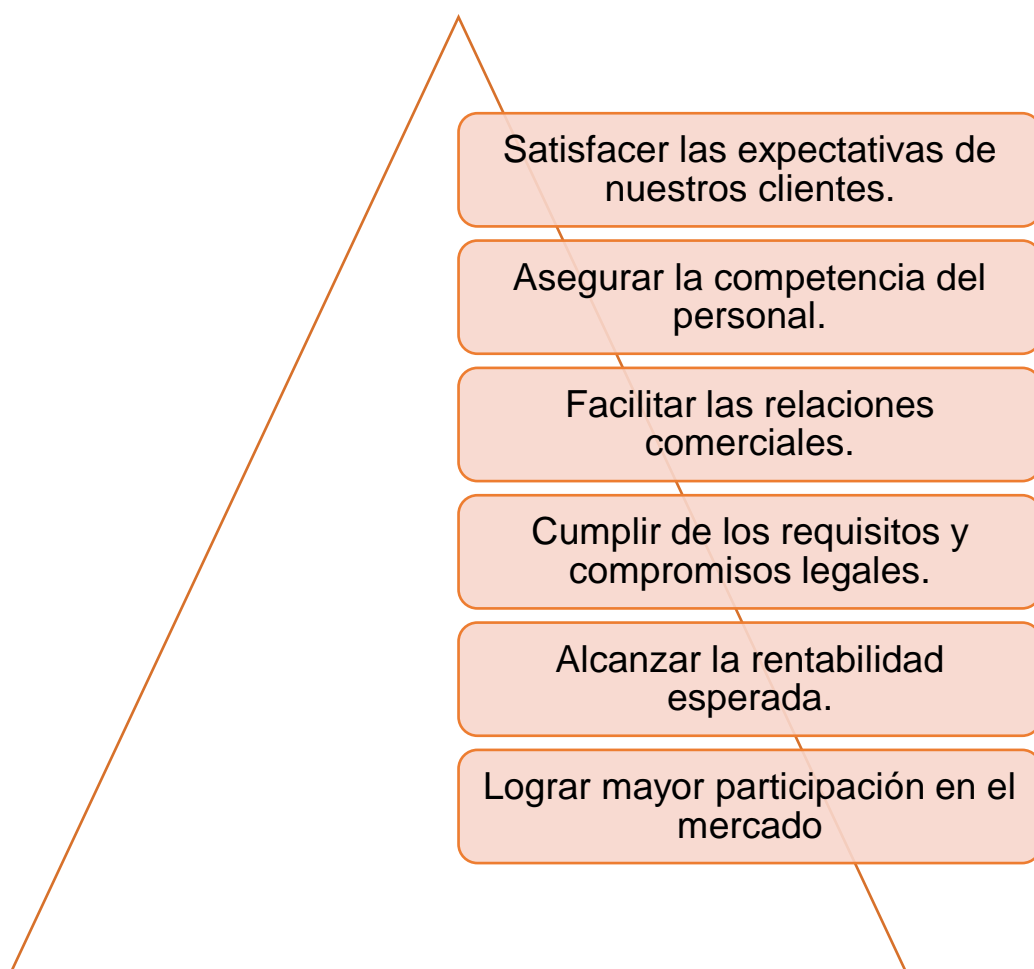 Satisfacer las expectativas de
nuestros clientes.
Asegurar la competencia del
personal.
Facilitar las relaciones
comerciales.
Cumplir de los requisitos y
compromisos legales.
Alcanzar la rentabilidad
esperada.
Lograr mayor participación en el
mercado